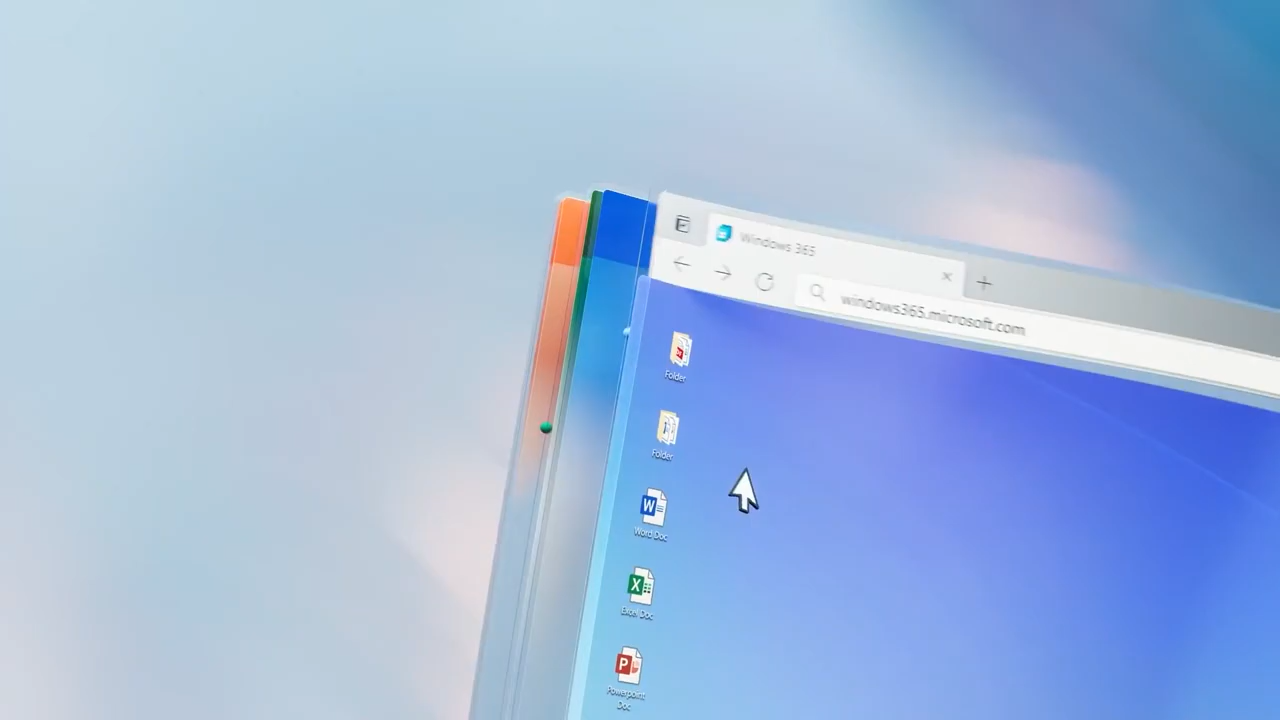 Windows 365
windows365.microsoft.com
Folder
Folder
W
Word Doc
X
Excel Doc
P
Powerpoint
Doc